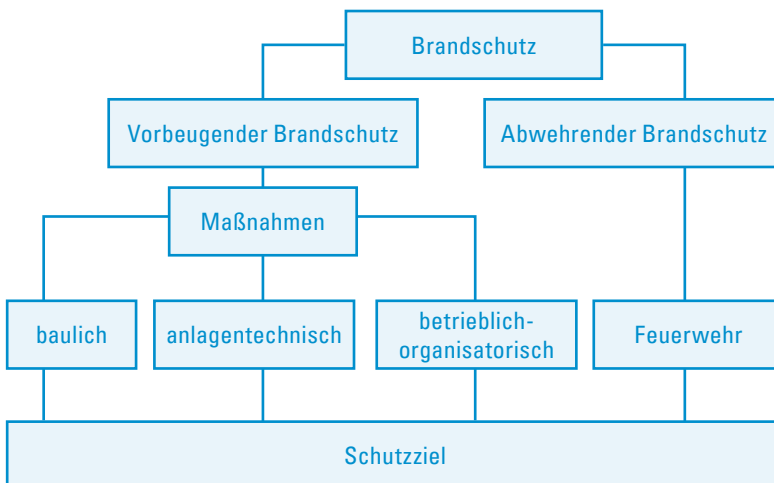 Brandschutz
Vorbeugender Brandschutz
Abwehrender Brandschutz
Maßnahmen
baulich
anlagentechnisch
betrieblich-
organisatorisch
Feuerwehr
Schutzziel